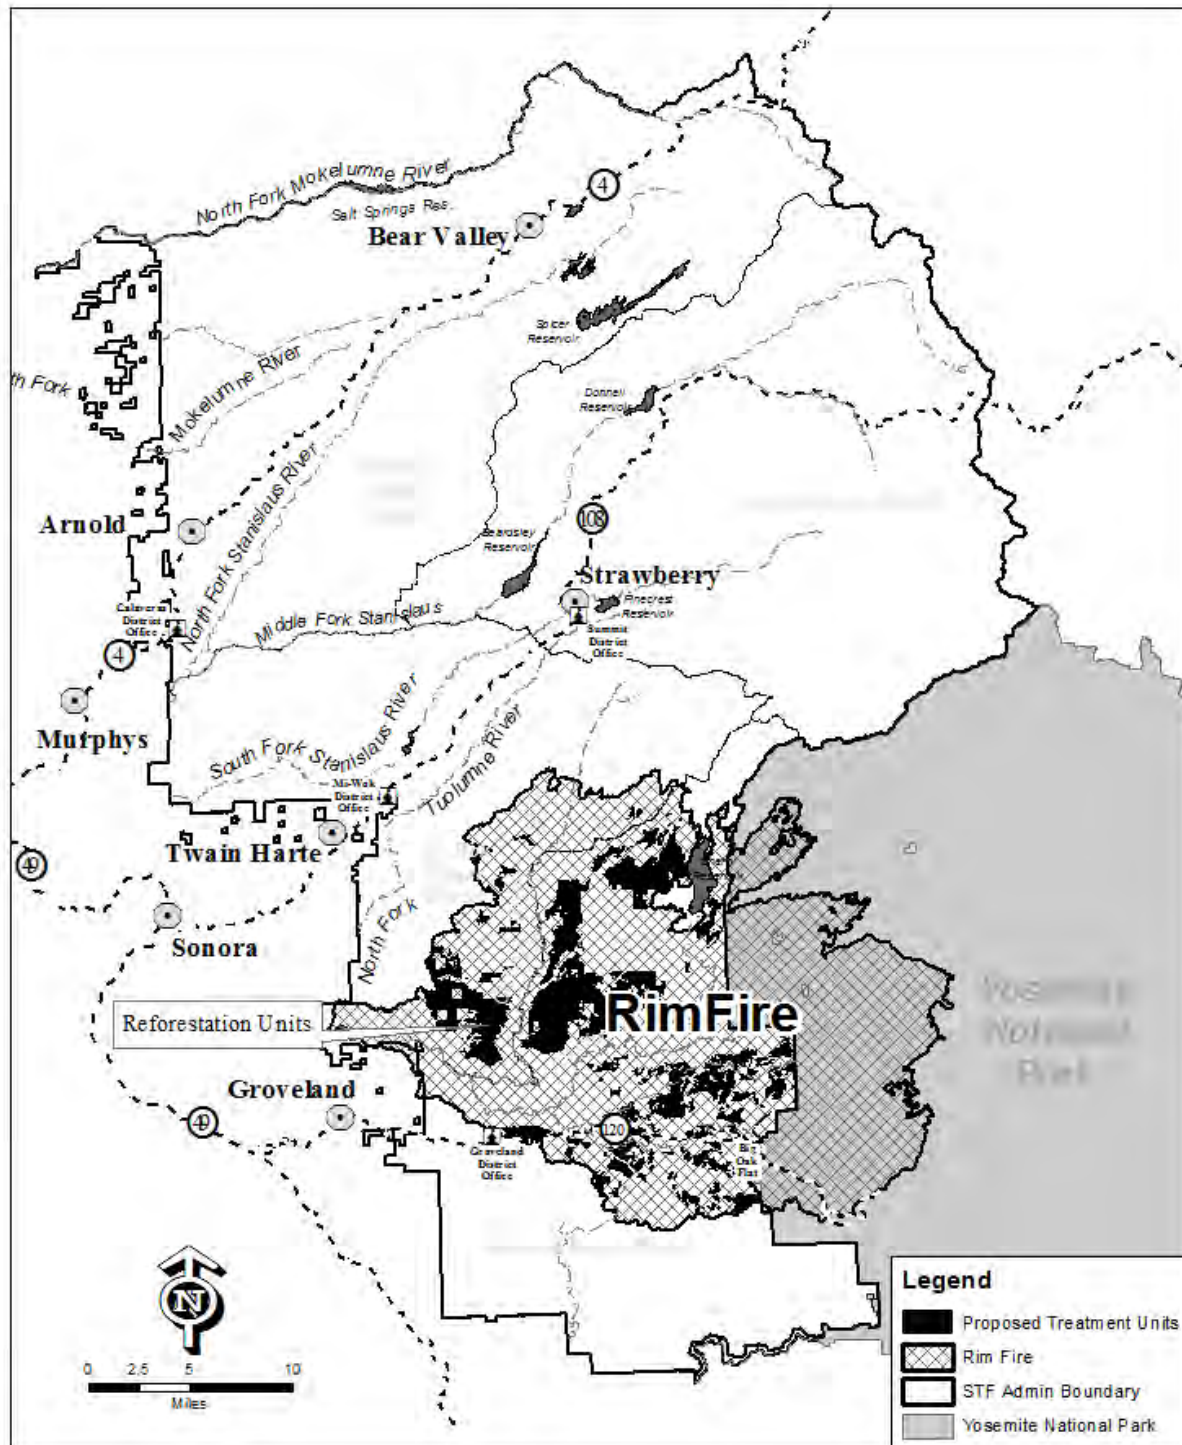 North Fork Mokelumne River
4
Salt Springs Res.
Bear Valley
Spicer
Reservoir
th Fork
Mokelumne River
Donnell
Reservoir
North Fork Stanislaus River
108
Arnold
Beardsley
Reservoir
Strawberry
Pinecrest
Reservoir
Calaveras
District
Office
Middle Fork Stanislaus
Summit
District
Office
4
Murphys
South Fork Stanislaus River
Tuolumne River
Mi-Wok
District
Office
Twain Harte
49
North Fork
Sonora
Yosemite
National
Park
RimFire
Reforestation Units
Groveland
49
120
Groveland
District
Office
Big
Oak
Flat
N
0 2.5 5 10
Miles
Legend
Proposed Treatment Units
Rim Fire
STF Admin Boundary
Yosemite National Park